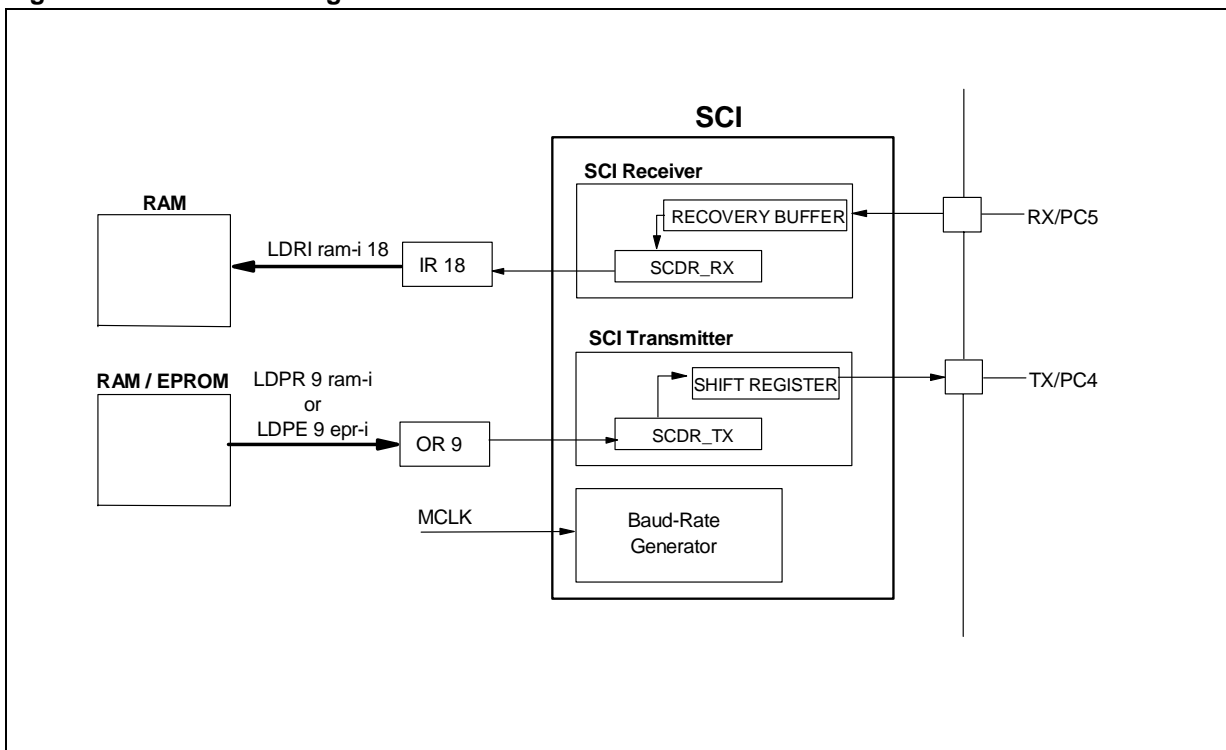 SCI
SCI Receiver
RECOVERY BUFFER
SCDR_RX
RX/PC5
RAM
LDRI ram-i 18
IR 18
SCI Transmitter
SHIFT REGISTER
SCDR_TX
TX/PC4
RAM / EPROM
LDPR 9 ram-i
or
LDPE 9 epr-i
OR 9
MCLK
Baud-Rate
Generator